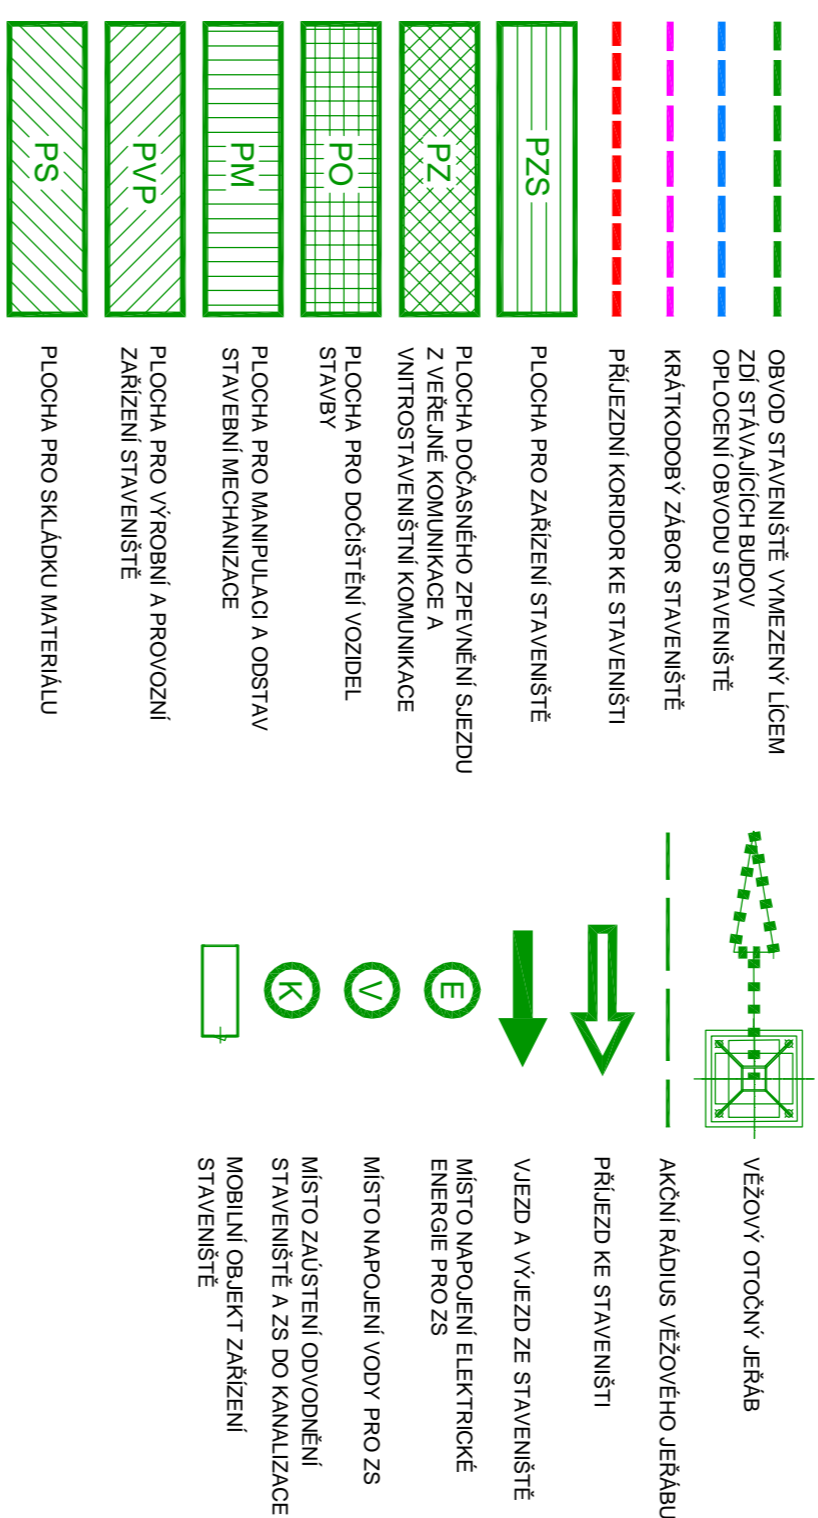 OBVOD STAVENIŠTĚ VYMEZENÝ LÍCEM
ZDÍ STÁVAJÍCÍCH BUDOV
OPLOCENÍ OBVODU STAVENIŠTĚ
KRÁTKODOBÝ ZÁBOR STAVENIŠTĚ
PŘÍJEZDNÍ KORIDOR KE STAVENIŠTI
PZS
PLOCHA PRO ZAŘÍZENÍ STAVENIŠTĚ
PZ
PLOCHA DOČASNÉHO ZPEVNĚNÍ SJEZDU
Z VEŘEJNÉ KOMUNIKACE A
VNITROSTAVENIŠTNÍ KOMUNIKACE
PO
PLOCHA PRO DOČIŠTĚNÍ VOZIDEL
STAVBY
PM
PLOCHA PRO MANIPULACI A ODSTAV
STAVEBNÍ MECHANIZACE
PVP
PLOCHA PRO VÝROBNÍ A PROVOZNÍ
ZAŘÍZENÍ STAVENIŠTĚ
PS
PLOCHA PRO SKLÁDKU MATERIÁLU
VĚŽOVÝ OTOČNÝ JEŘÁB
AKČNÍ RÁDIUS VĚŽOVÉHO JEŘÁBU
PŘÍJEZD KE STAVENIŠTI
VJEZD A VÝJEZD ZE STAVENIŠTĚ
E
MÍSTO NAPOJENÍ ELEKTRICKÉ
ENERGIE PRO ZS
V
MÍSTO NAPOJENÍ VODY PRO ZS
K
MÍSTO ZAÚSTENÍ ODVODNĚNÍ
STAVENIŠTĚ A ZS DO KANALIZACE
MOBILNÍ OBJEKT ZAŘÍZENÍ
STAVENIŠTĚ